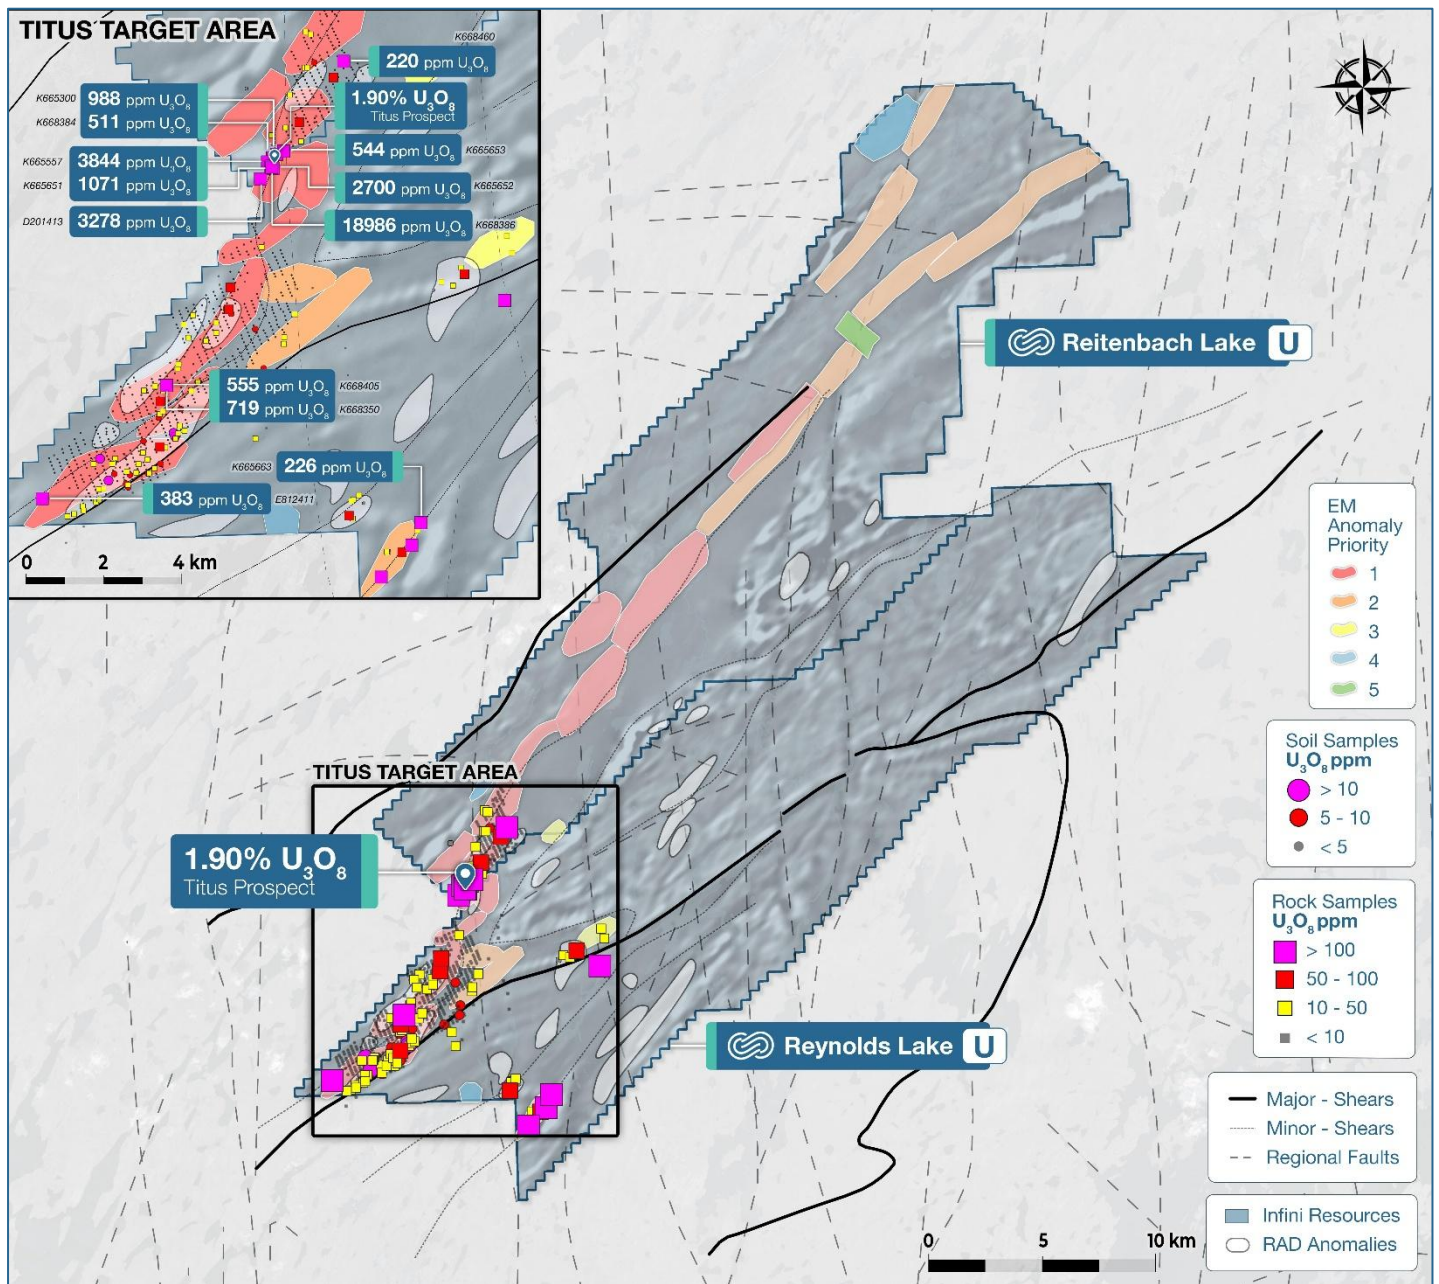 TITUS TARGET AREA
K668460
220 ppm U₃O₈
K665300
988 ppm U₃O₈
K668384
511 ppm U₃O₈
1.90% U₃O₈
Titus Prospect
544 ppm U₃O₈
K665653
K665557
3844 ppm U₃O₈
K665651
1071 ppm U₃O₈
2700 ppm U₃O₈
K665652
D201413
3278 ppm U₃O₈
18986 ppm U₃O₈
K668386
555 ppm U₃O₈
K668405
719 ppm U₃O₈
K668350
K665663
226 ppm U₃O₈
383 ppm U₃O₈
E812411
0 2 4 km
Reitenbach Lake U
EM
Anomaly
Priority
1
2
3
4
5
Soil Samples
U₃O₈ ppm
> 10
5 - 10
< 5
TITUS TARGET AREA
1.90% U₃O₈
Titus Prospect
Rock Samples
U₃O₈ ppm
> 100
50 - 100
10 - 50
< 10
Reynolds Lake U
Major - Shears
Minor - Shears
Regional Faults
Infini Resources
RAD Anomalies
0 5 10 km